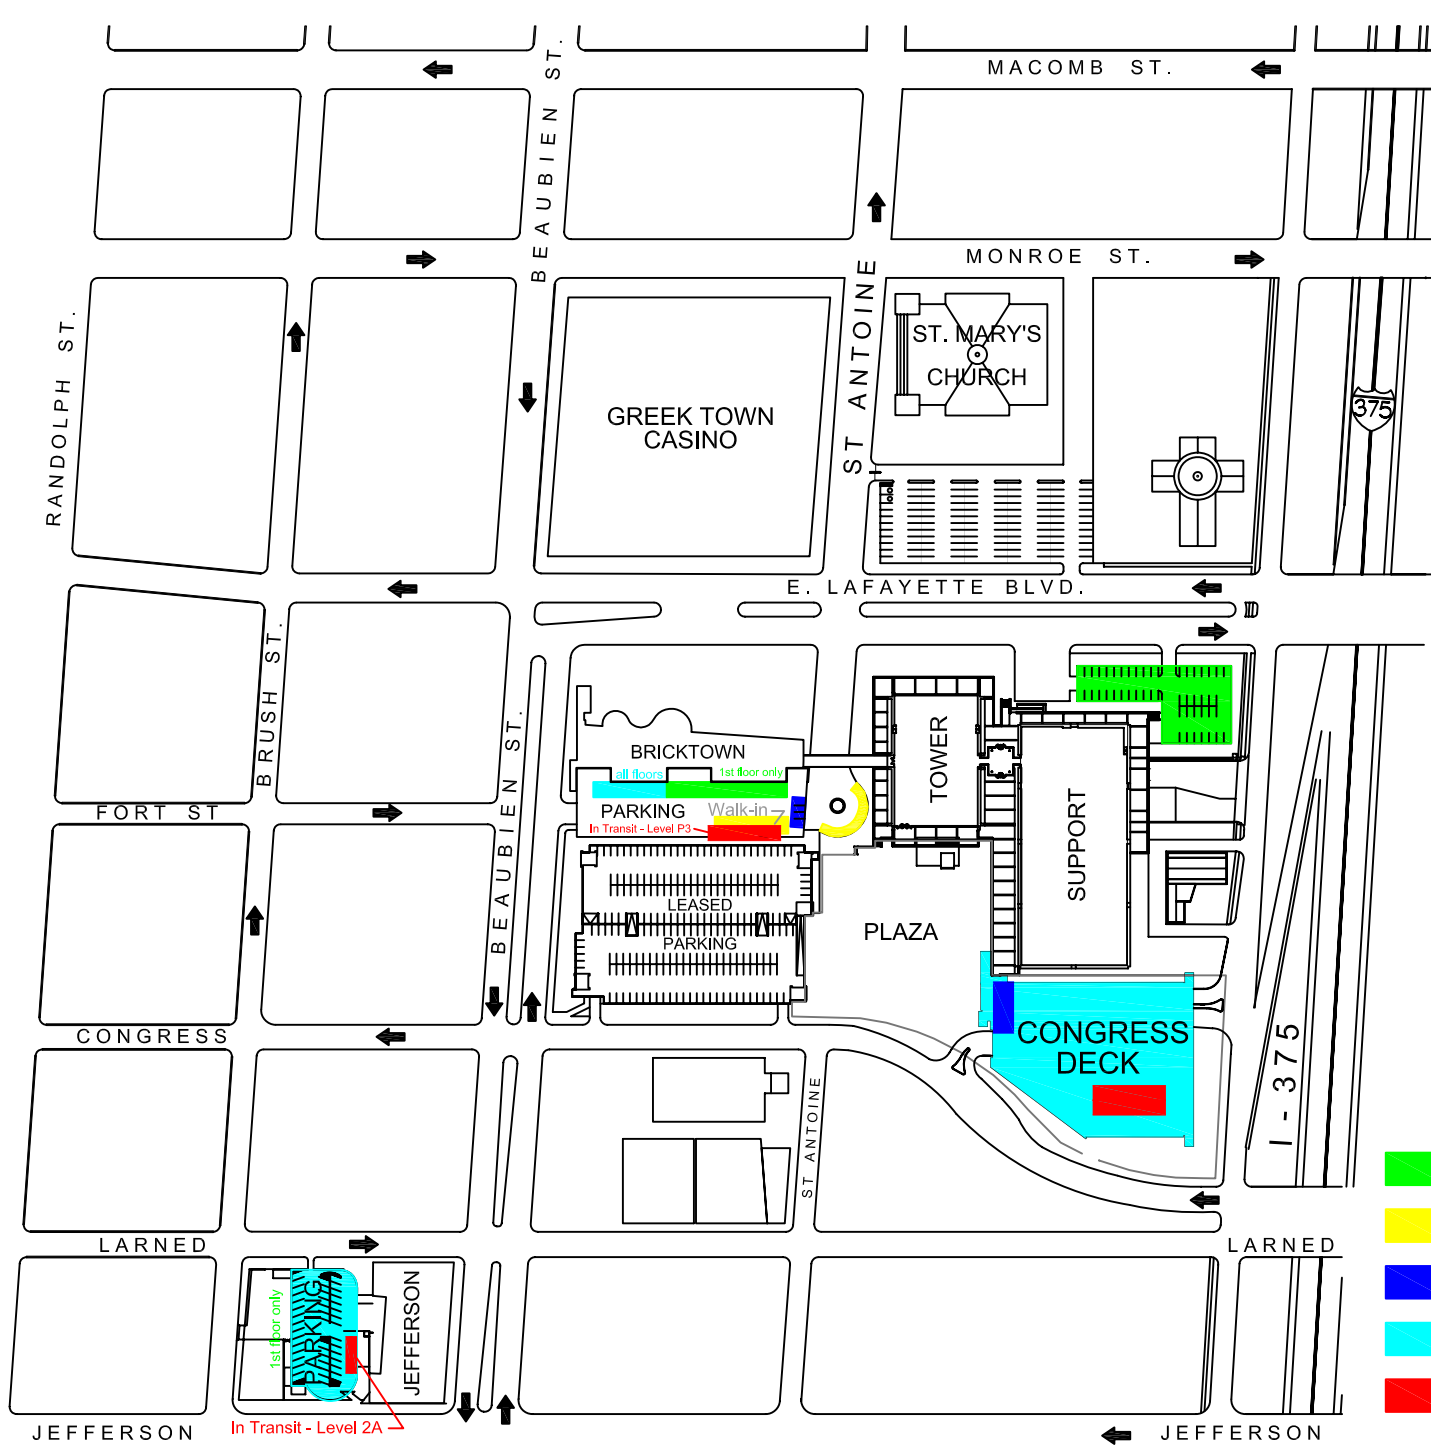 MACOMB ST.
BEAUBIEN ST.
MONROE ST.
ST ANTOINE
RANDOLPH ST.
ST. MARY'S
CHURCH
375
GREEK TOWN
CASINO
E. LAFAYETTE BLVD.
BRUSH ST.
BEAUBIEN ST.
BRICKTOWN
TOWER
all floors
1st floor only
PARKING
Walk-in
In Transit - Level P3
FORT ST
SUPPORT
LEASED
PARKING
PLAZA
CONGRESS
CONGRESS
DECK
I-375
ST ANTOINE
LARNED
LARNED
1st floor only
PARKING
JEFFERSON
In Transit - Level 2A
JEFFERSON
JEFFERSON